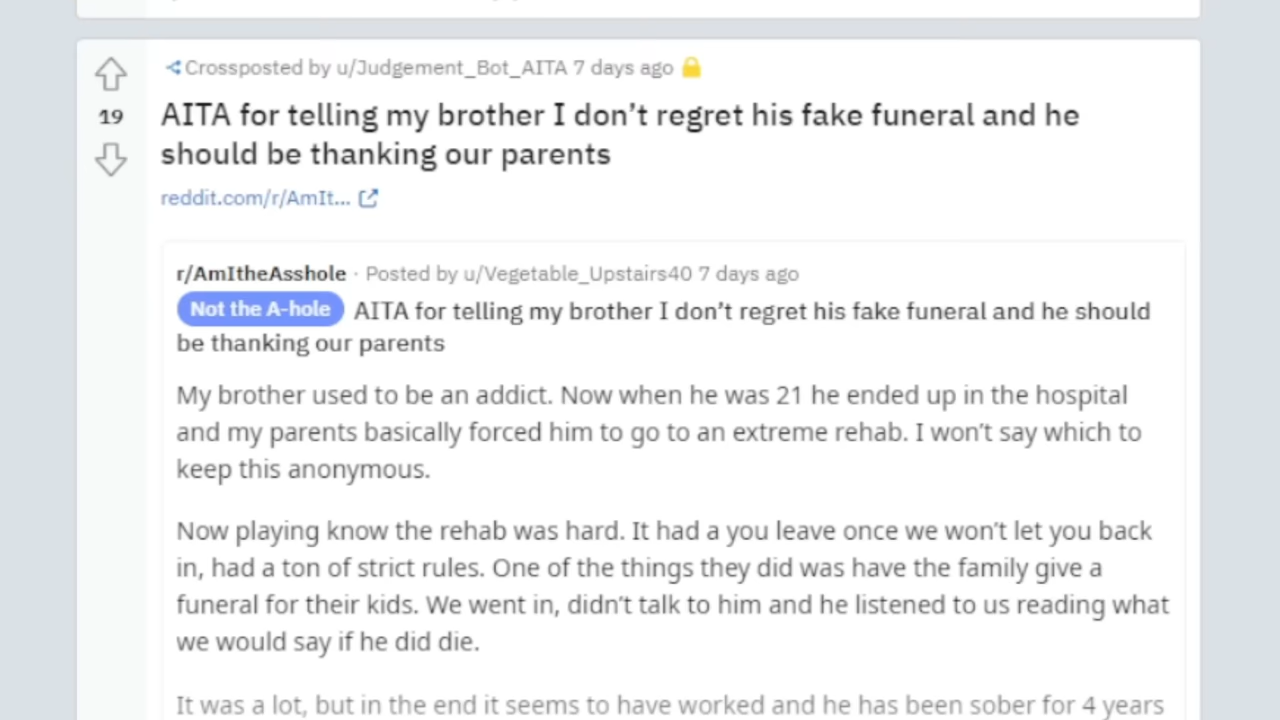 Crossposted by u/Judgement_Bot_AITA 7 days ago
19
AITA for telling my brother I don’t regret his fake funeral and he
should be thanking our parents
reddit.com/r/AmIt...
r/AmItheAsshole · Posted by u/Vegetable_Upstairs40 7 days ago
Not the A-hole AITA for telling my brother I don’t regret his fake funeral and he should
be thanking our parents
My brother used to be an addict. Now when he was 21 he ended up in the hospital
and my parents basically forced him to go to an extreme rehab. I won’t say which to
keep this anonymous.
Now playing know the rehab was hard. It had a you leave once we won’t let you back
in, had a ton of strict rules. One of the things they did was have the family give a
funeral for their kids. We went in, didn’t talk to him and he listened to us reading what
we would say if he did die.
It was a lot, but in the end it seems to have worked and he has been sober for 4 years